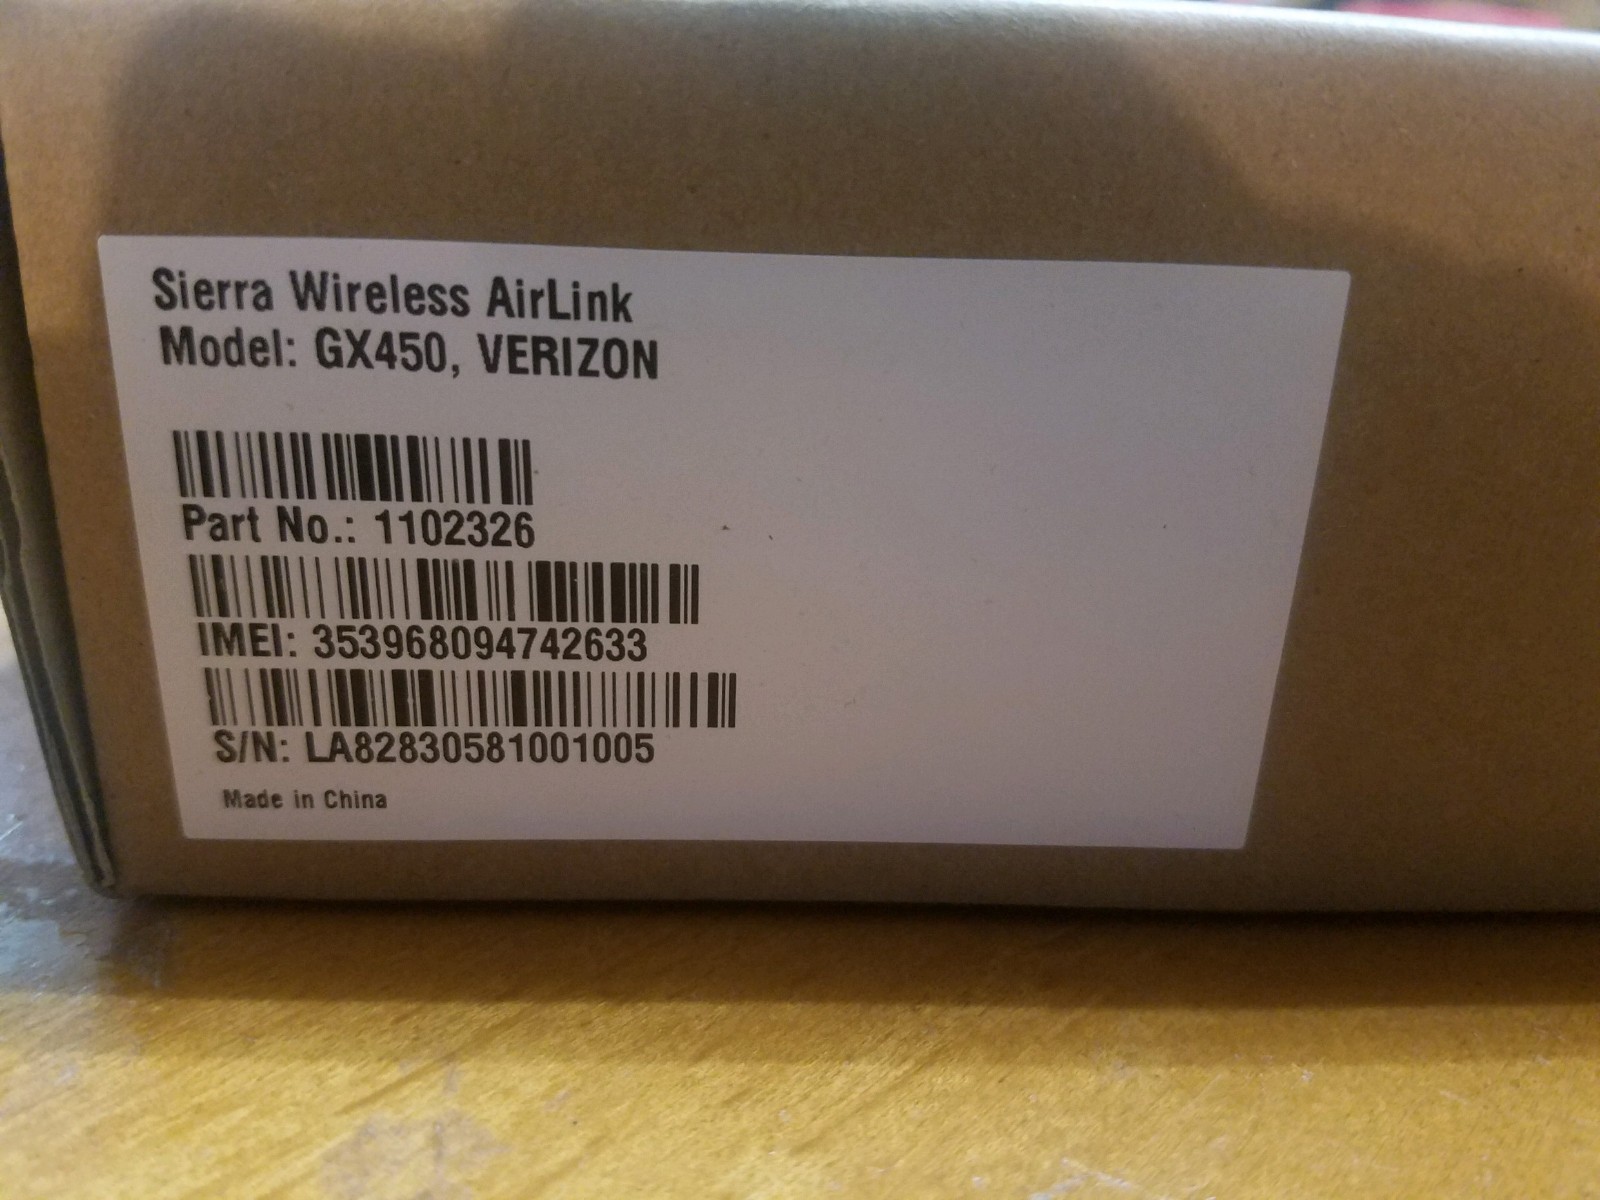 Sierra Wireless AirLink
Model: GX450, VERIZON
Part No.: 1102326
IMEI: 353968094742633
S/N: LA82830581001005
Made in China